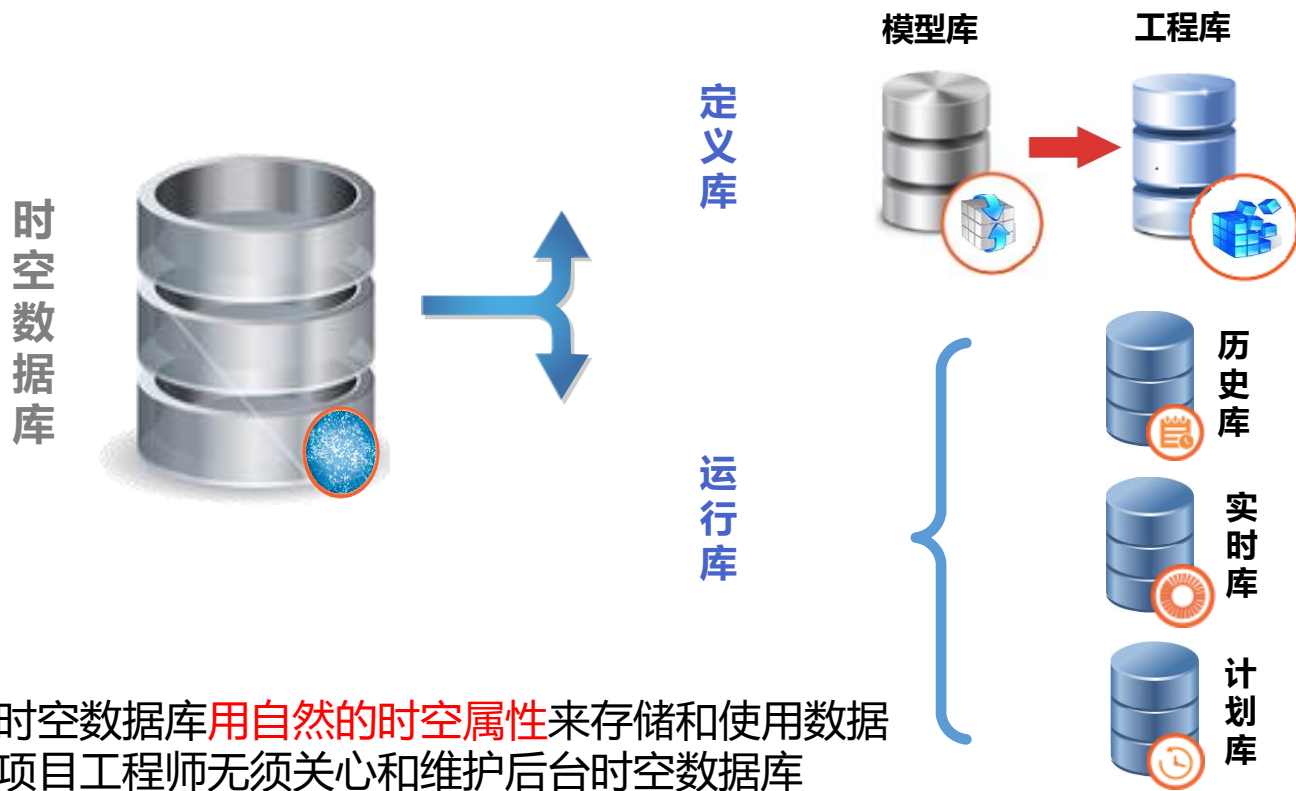 时空数据库
定义库
模型库
工程库
运行库
历史库
实时库
计划库
时空数据库用自然的时空属性来存储和使用数据
项目工程师无须关心和维护后台时空数据库